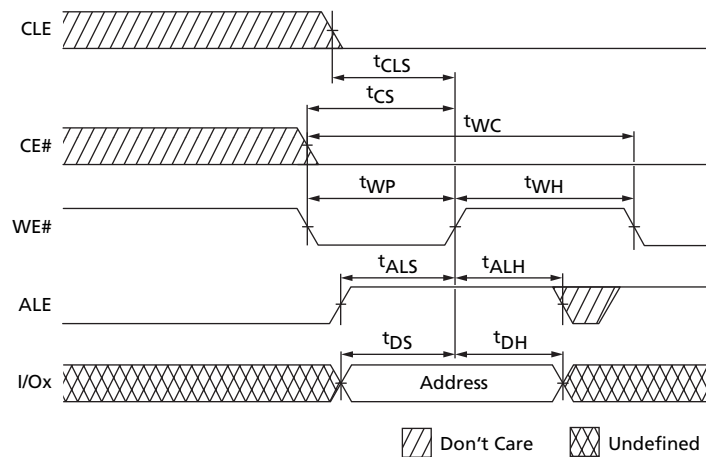 CLE
tCLS
tCS
CE#
tWC
tWP
tWH
WE#
tALS
tALH
ALE
tDS
tDH
I/Ox
Address
Don't Care
Undefined